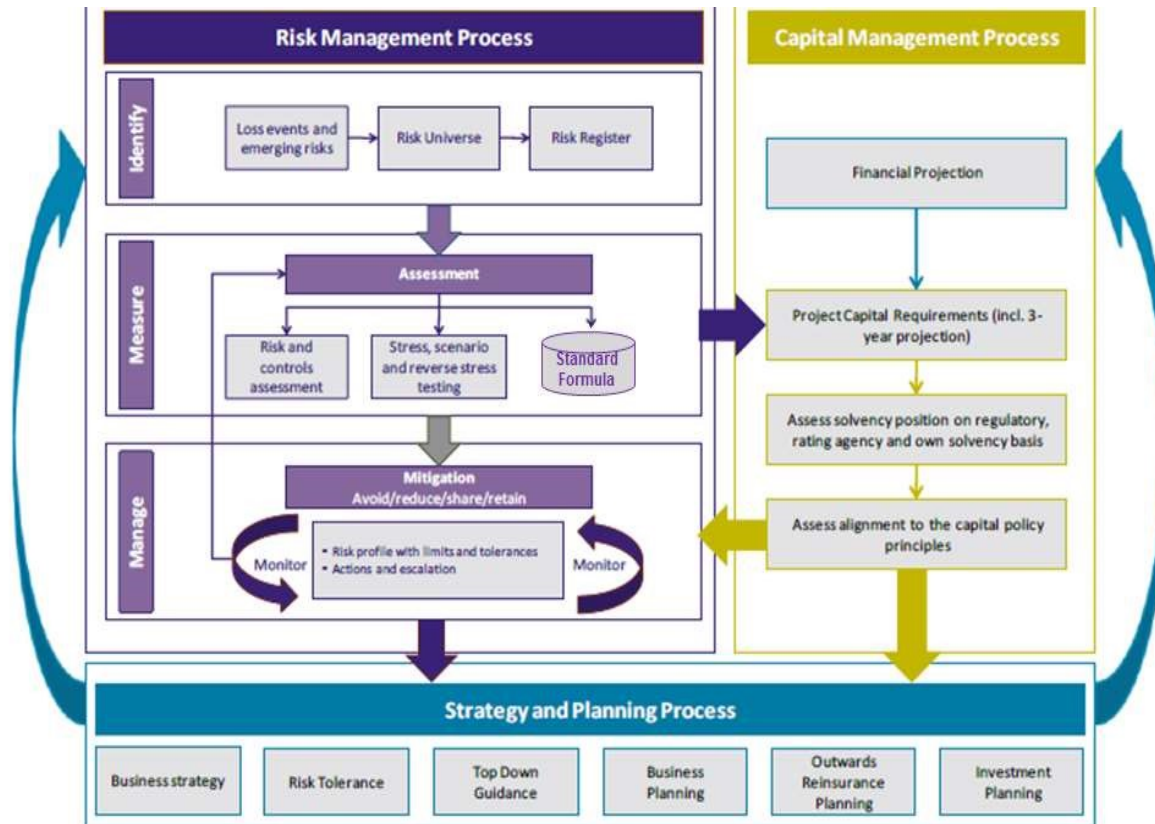 Risk Management Process
Identify
Loss events and
emerging risks
Risk Universe
Risk Register
Measure
Assessment
Risk and
controls
assessment
Stress, scenario
and reverse stress
testing
Standard
Formula
Manage
Mitigation
Avoid/reduce/share/retain
Monitor
▪ Risk profile with limits and tolerances
▪ Actions and escalation
Monitor
Capital Management Process
Financial Projection
Project Capital Requirements (incl. 3-
year projection)
Assess solvency position on regulatory,
rating agency and own solvency basis
Assess alignment to the capital policy
principles
Strategy and Planning Process
Business strategy
Risk Tolerance
Top Down
Guidance
Business
Planning
Outwards
Reinsurance
Planning
Investment
Planning